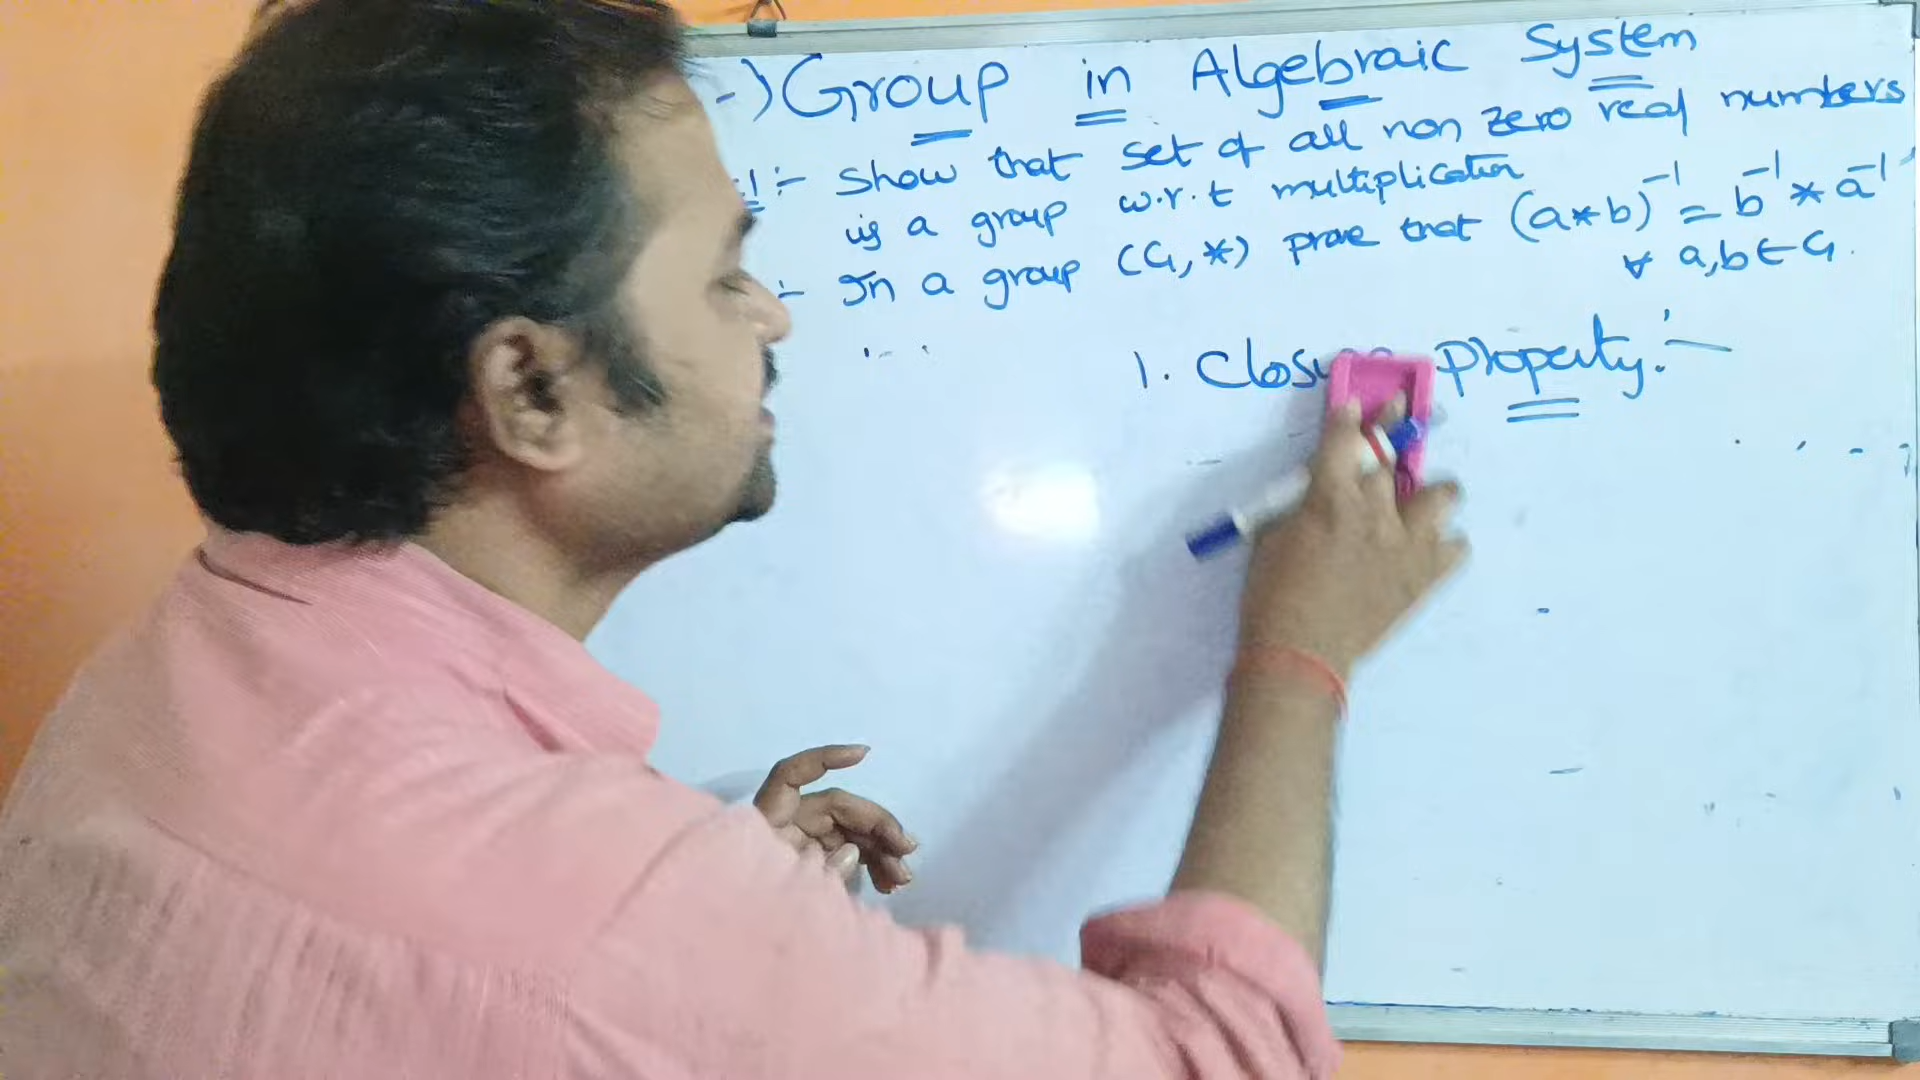 -) Group in Algebraic System
1:- Show that set of all non zero real numbers
is a group w.r.t multiplication
:- In a group (G, *) prove that (a*b)⁻¹ = b⁻¹ * a⁻¹
∀ a,b ∈ G.
1. Closure property:-